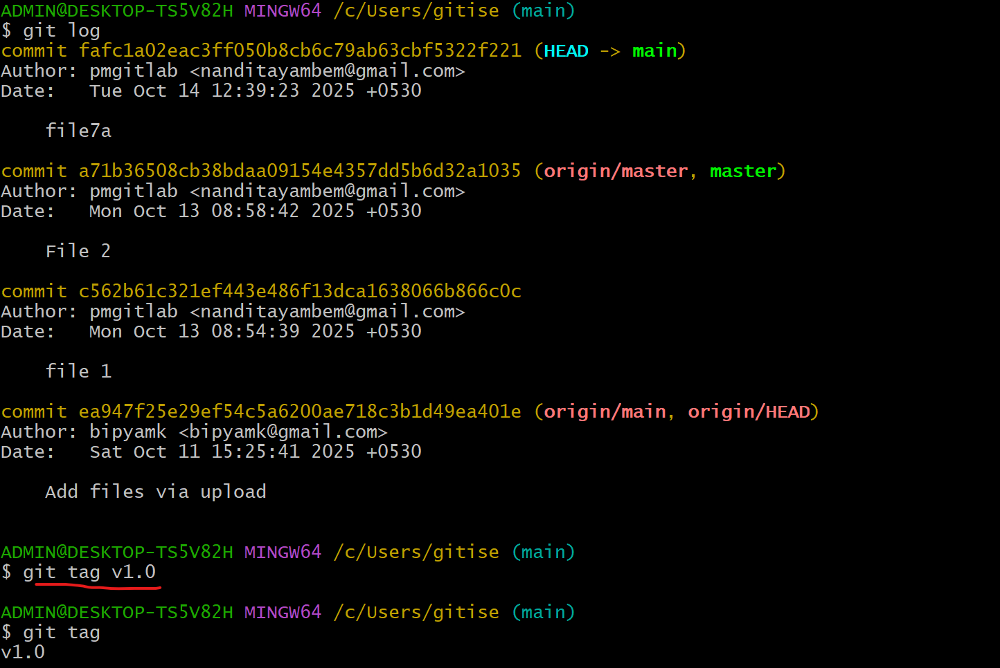 ADMIN@DESKTOP-TS5V82H MINGW64 /c/Users/gitise (main)
$ git log
commit fafc1a02eac3ff050b8cb6c79ab63cbf5322f221 (HEAD -> main)
Author: pmgitlab <nanditayambem@gmail.com>
Date:   Tue Oct 14 12:39:23 2025 +0530
file7a
commit a71b36508cb38bdaa09154e4357dd5b6d32a1035 (origin/master, master)
Author: pmgitlab <nanditayambem@gmail.com>
Date:   Mon Oct 13 08:58:42 2025 +0530
File 2
commit c562b61c321ef443e486f13dca1638066b866c0c
Author: pmgitlab <nanditayambem@gmail.com>
Date:   Mon Oct 13 08:54:39 2025 +0530
file 1
commit ea947f25e29ef54c5a6200ae718c3b1d49ea401e (origin/main, origin/HEAD)
Author: bipyamk <bipyamk@gmail.com>
Date:   Sat Oct 11 15:25:41 2025 +0530
Add files via upload
ADMIN@DESKTOP-TS5V82H MINGW64 /c/Users/gitise (main)
$ git tag v1.0
ADMIN@DESKTOP-TS5V82H MINGW64 /c/Users/gitise (main)
$ git tag
v1.0